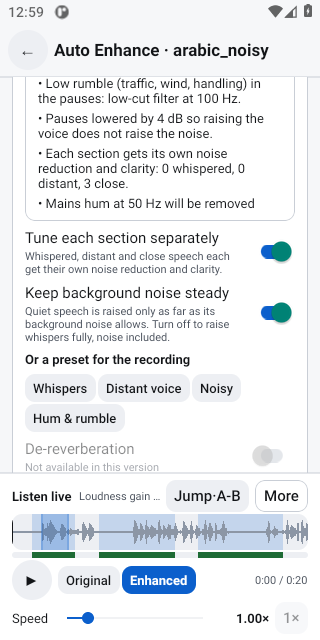 12:59
← Auto Enhance · arabic_noisy
• Low rumble (traffic, wind, handling) in
the pauses: low-cut filter at 100 Hz.
• Pauses lowered by 4 dB so raising the
voice does not raise the noise.
• Each section gets its own noise
reduction and clarity: 0 whispered, 0
distant, 3 close.
• Mains hum at 50 Hz will be removed
Tune each section separately
Whispered, distant and close speech each
get their own noise reduction and clarity.
Keep background noise steady
Quiet speech is raised only as far as its
background noise allows. Turn off to raise
whispers fully, noise included.
Or a preset for the recording
Whispers Distant voice Noisy
Hum & rumble
De-reverberation
Not available in this version
Listen live Loudness gain ... Jump·A-B More
▶ Original Enhanced 0:00 / 0:20
Speed 1.00× 1×